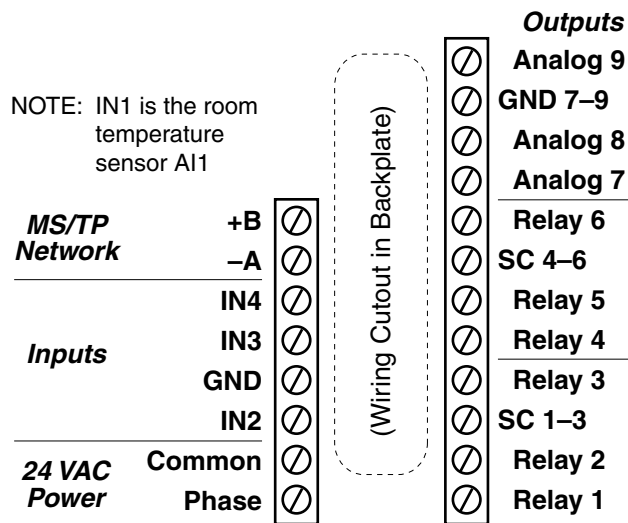 Outputs
Analog 9
GND 7–9
Analog 8
Analog 7
Relay 6
SC 4–6
Relay 5
Relay 4
Relay 3
SC 1–3
Relay 2
Relay 1
NOTE: IN1 is the room
temperature
sensor AI1
(Wiring Cutout in Backplate)
MS/TP
Network
+B
–A
Inputs
IN4
IN3
GND
IN2
24 VAC
Power
Common
Phase